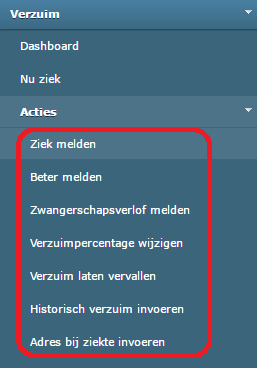 Verzuim
Dashboard
Nu ziek
Acties
Ziek melden
Beter melden
Zwangerschapsverlof melden
Verzuimpercentage wijzigen
Verzuim laten vervallen
Historisch verzuim invoeren
Adres bij ziekte invoeren